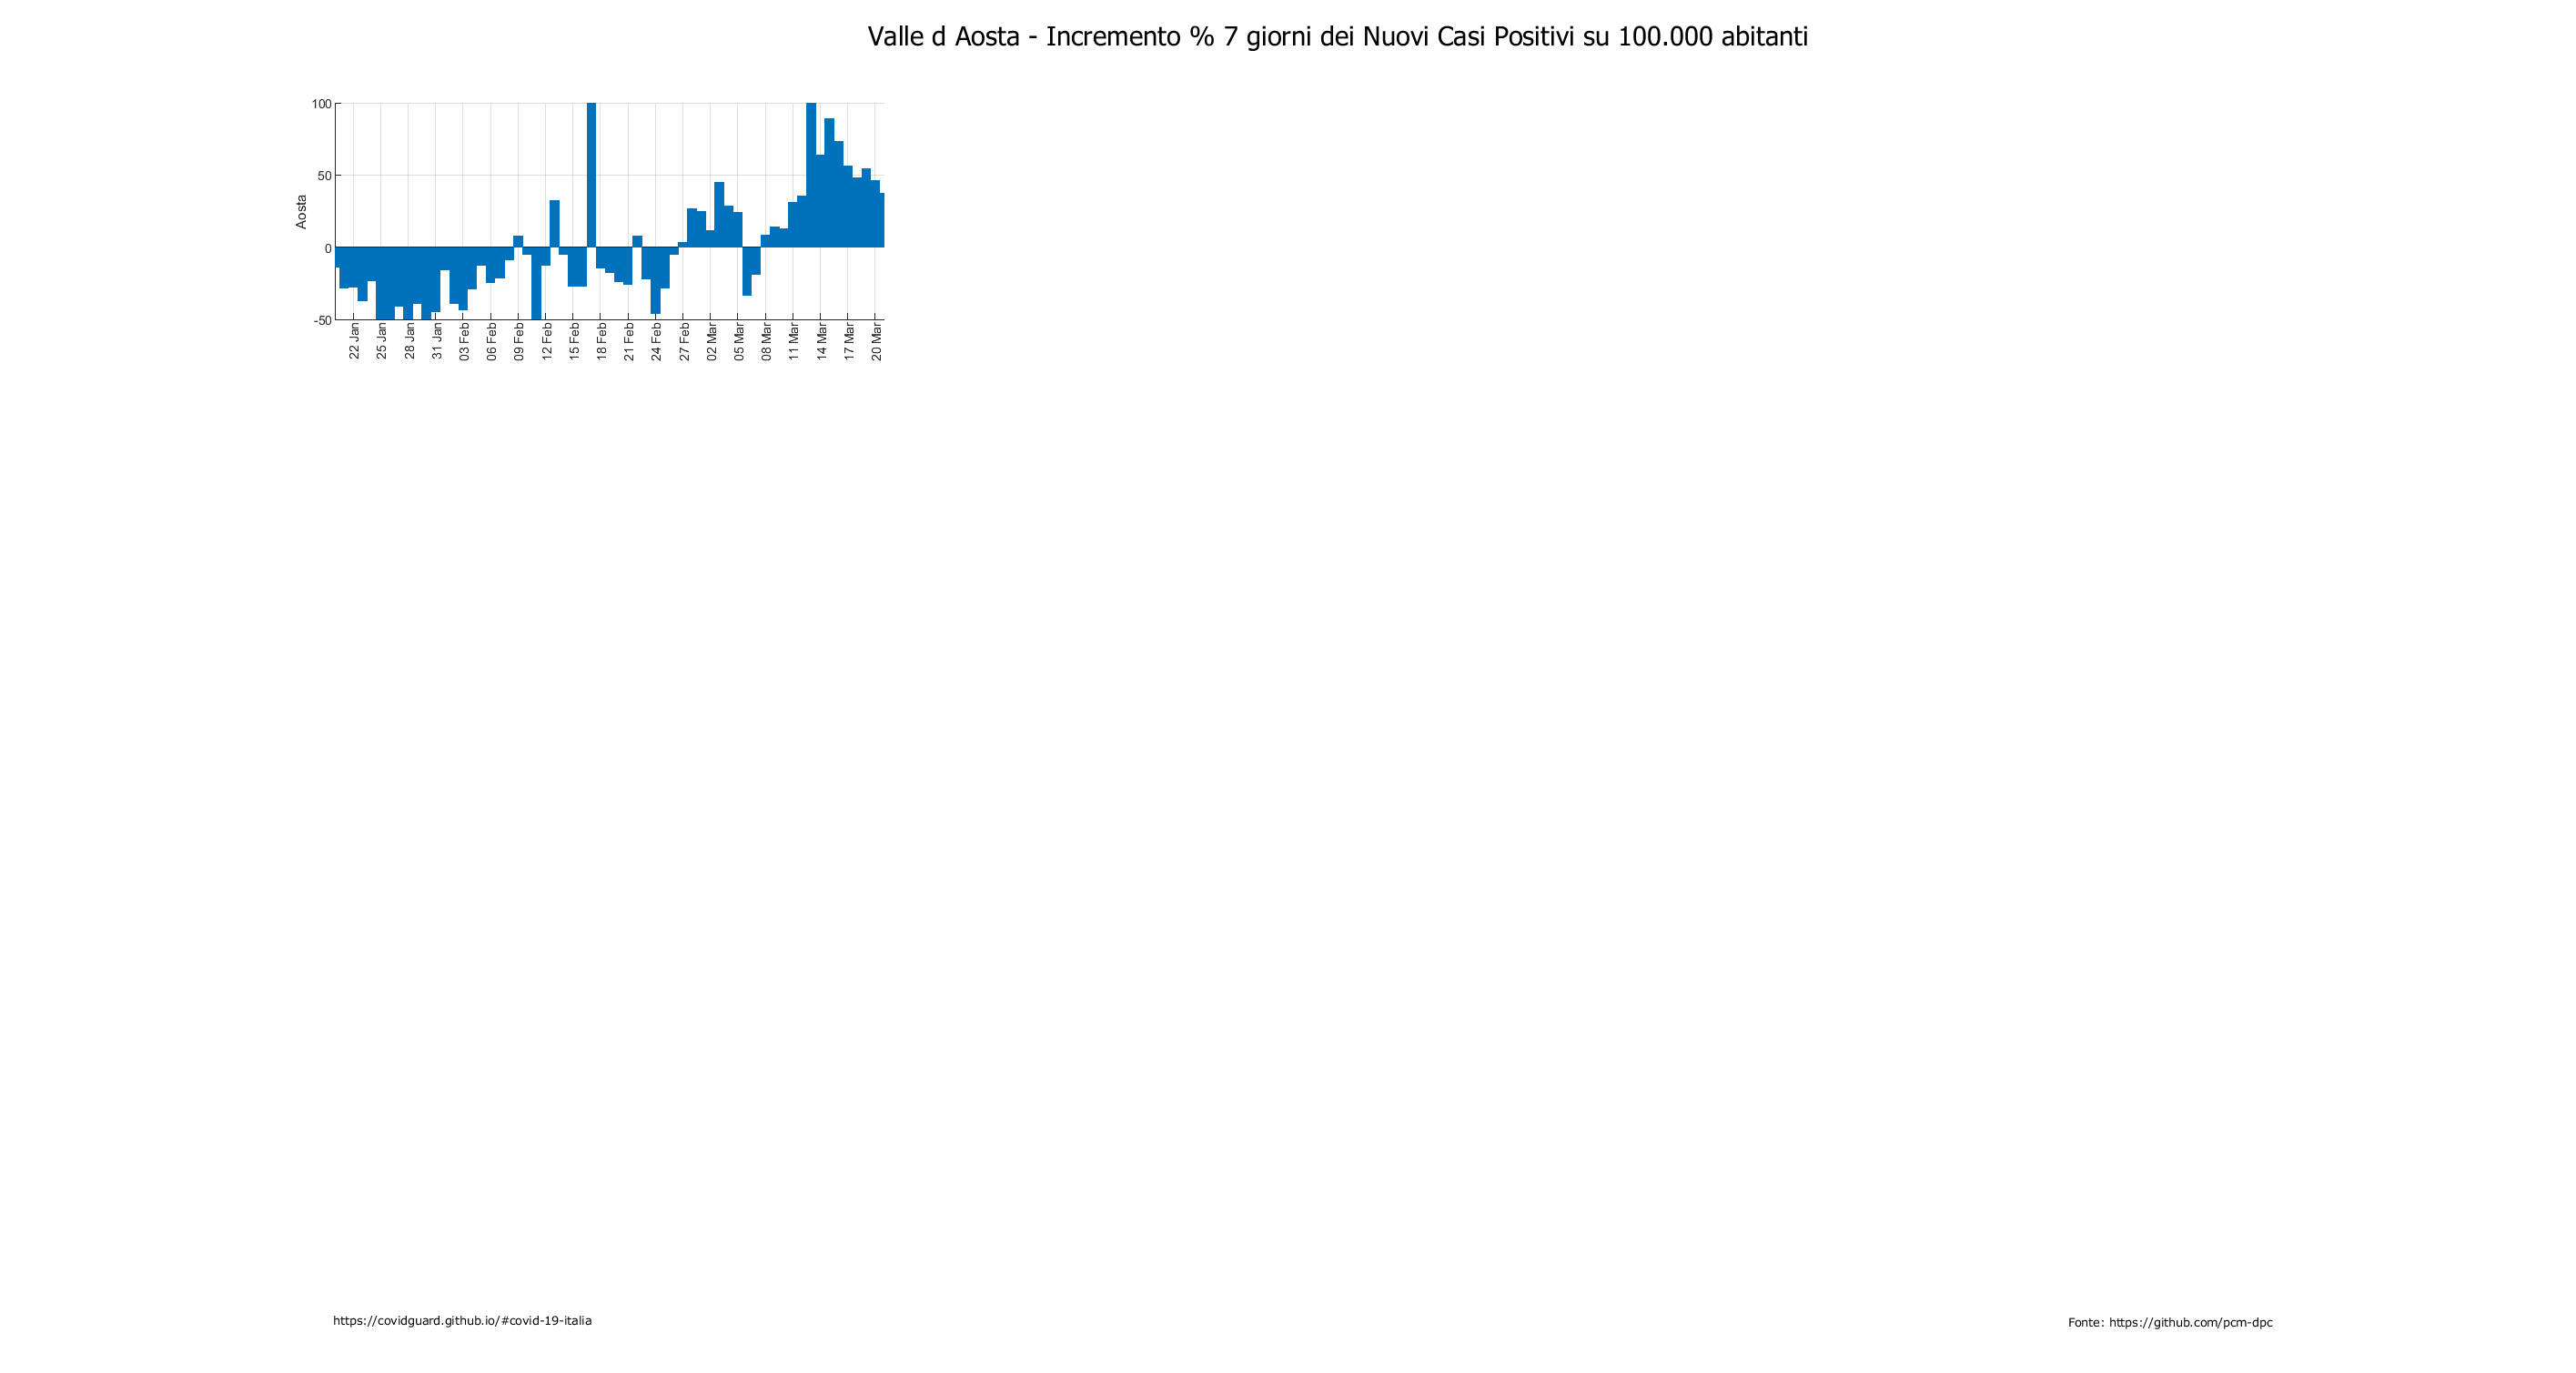 Valle d Aosta - Incremento % 7 giorni dei Nuovi Casi Positivi su 100.000 abitanti
100
50
0
-50
Aosta
22 Jan
25 Jan
28 Jan
31 Jan
03 Feb
06 Feb
09 Feb
12 Feb
15 Feb
18 Feb
21 Feb
24 Feb
27 Feb
02 Mar
05 Mar
08 Mar
11 Mar
14 Mar
17 Mar
20 Mar
https://covidguard.github.io/#covid-19-italia
Fonte: https://github.com/pcm-dpc